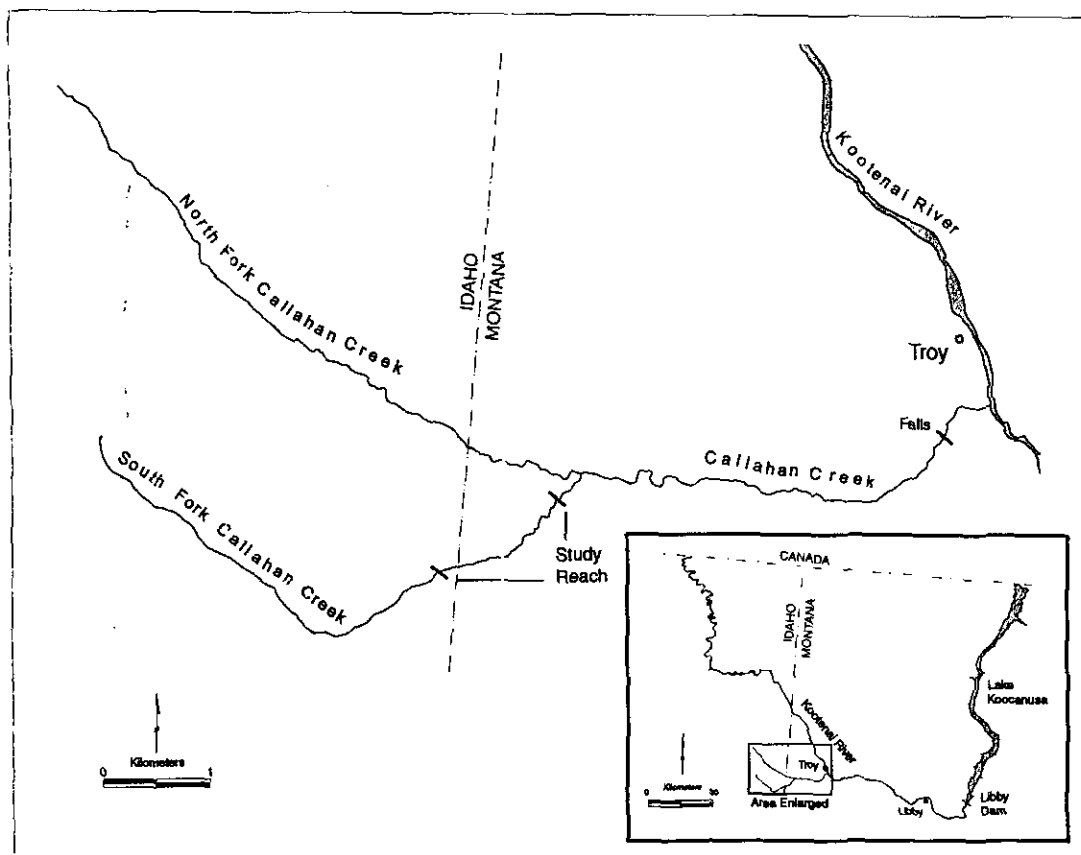 Kootenai River
North Fork Callahan Creek
IDAHO
MONTANA
Troy
Falls
Callahan Creek
South Fork Callahan Creek
Study
Reach
Kilometers
0 1
CANADA
IDAHO
MONTANA
Lake
Koocanusa
Kootenai River
Troy
Kilometers
0
Area Enlarged
Libby
Libby
Dam